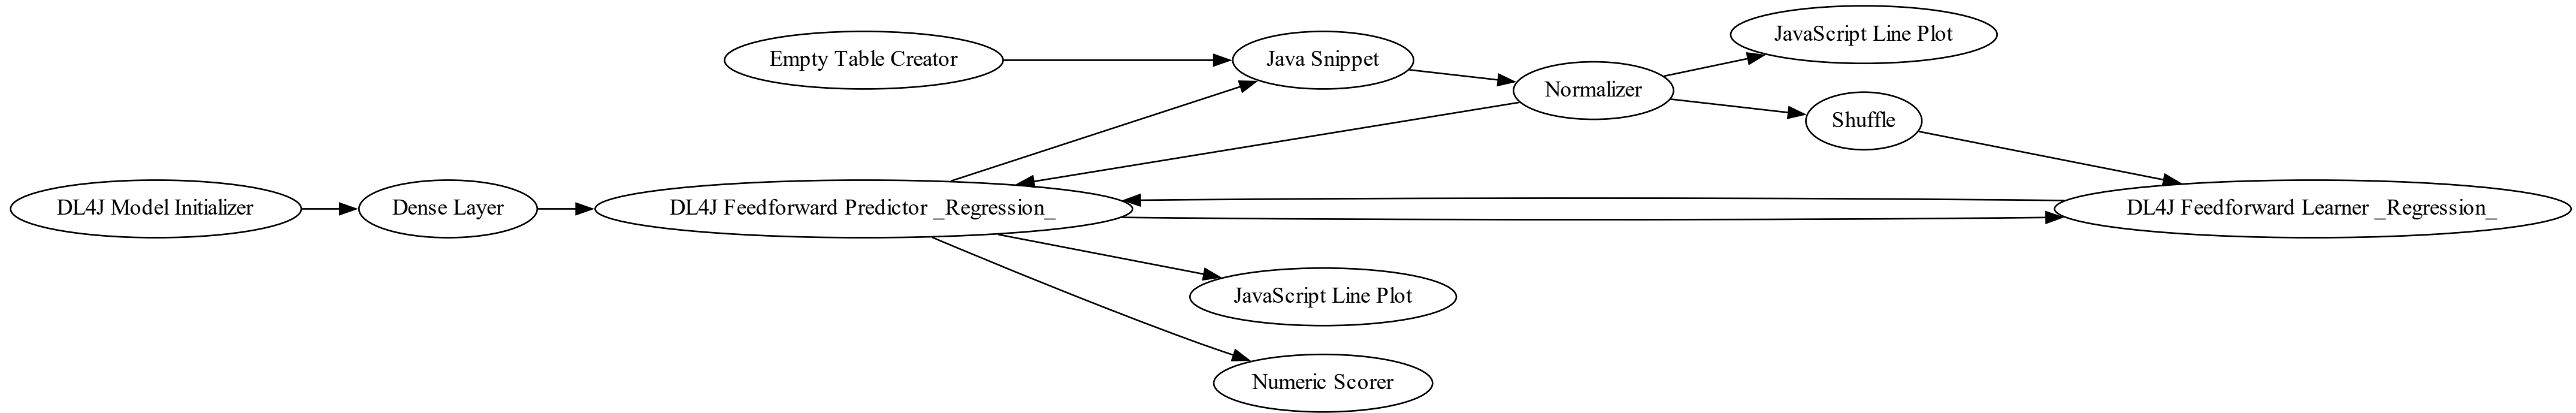 JavaScript Line Plot
Empty Table Creator
Java Snippet
Normalizer
Shuffle
DL4J Model Initializer
Dense Layer
DL4J Feedforward Predictor _Regression_
DL4J Feedforward Learner _Regression_
JavaScript Line Plot
Numeric Scorer